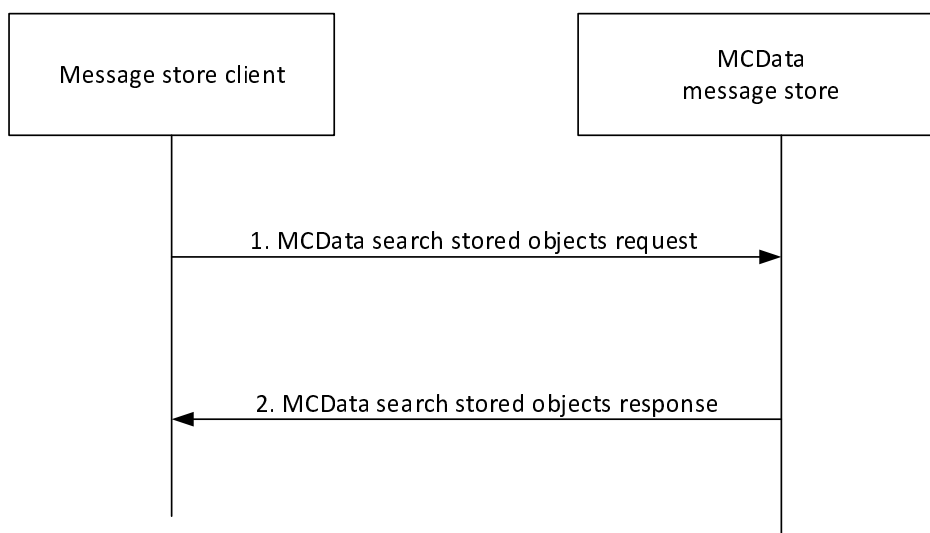 Message store client
MCData
message store
1. MCData search stored objects request
2. MCData search stored objects response